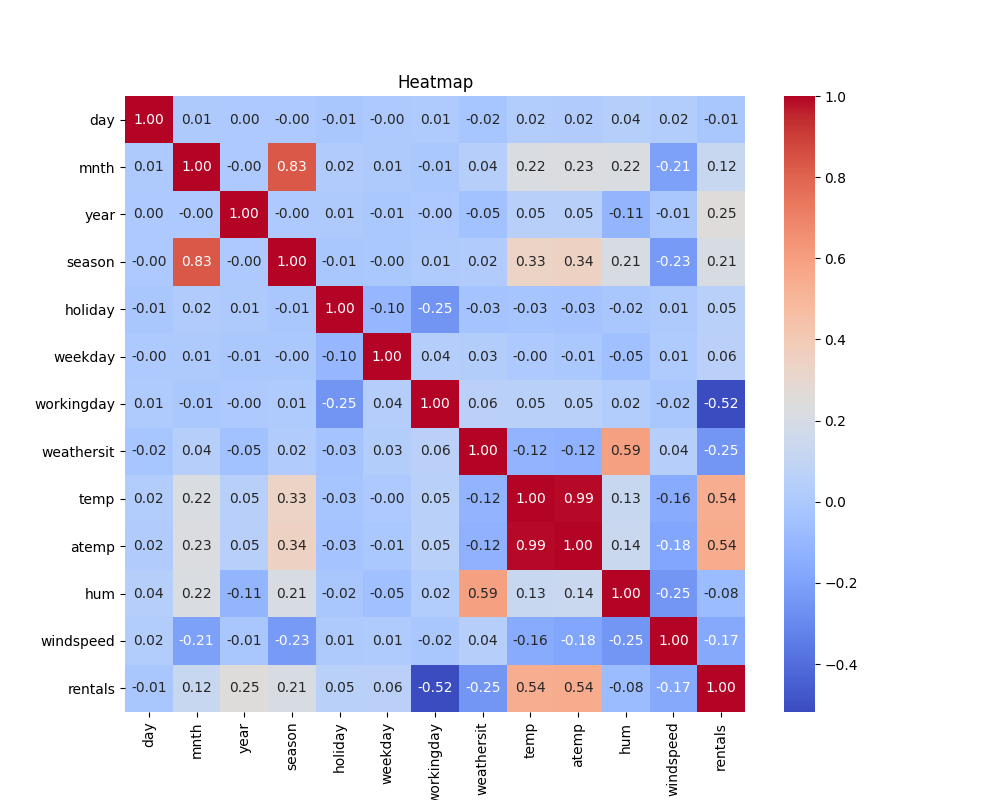 Heatmap
day 1.00 0.01 0.00 -0.00 -0.01 -0.00 0.01 -0.02 0.02 0.02 0.04 0.02 -0.01
mnth 0.01 1.00 -0.00 0.83 0.02 0.01 -0.01 0.04 0.22 0.23 0.22 -0.21 0.12
year 0.00 -0.00 1.00 -0.00 0.01 -0.01 -0.00 -0.05 0.05 0.05 -0.11 -0.01 0.25
season -0.00 0.83 -0.00 1.00 -0.01 -0.00 0.01 0.02 0.33 0.34 0.21 -0.23 0.21
holiday -0.01 0.02 0.01 -0.01 1.00 -0.10 -0.25 -0.03 -0.03 -0.03 -0.02 0.01 0.05
weekday -0.00 0.01 -0.01 -0.00 -0.10 1.00 0.04 0.03 -0.00 -0.01 -0.05 0.01 0.06
workingday 0.01 -0.01 -0.00 0.01 -0.25 0.04 1.00 0.06 0.05 0.05 0.02 -0.02 -0.52
weathersit -0.02 0.04 -0.05 0.02 -0.03 0.03 0.06 1.00 -0.12 -0.12 0.59 0.04 -0.25
temp 0.02 0.22 0.05 0.33 -0.03 -0.00 0.05 -0.12 1.00 0.99 0.13 -0.16 0.54
atemp 0.02 0.23 0.05 0.34 -0.03 -0.01 0.05 -0.12 0.99 1.00 0.14 -0.18 0.54
hum 0.04 0.22 -0.11 0.21 -0.02 -0.05 0.02 0.59 0.13 0.14 1.00 -0.25 -0.08
windspeed 0.02 -0.21 -0.01 -0.23 0.01 0.01 -0.02 0.04 -0.16 -0.18 -0.25 1.00 -0.17
rentals -0.01 0.12 0.25 0.21 0.05 0.06 -0.52 -0.25 0.54 0.54 -0.08 -0.17 1.00
day mnth year season holiday weekday workingday weathersit temp atemp hum windspeed rentals
1.0
0.8
0.6
0.4
0.2
0.0
−0.2
−0.4